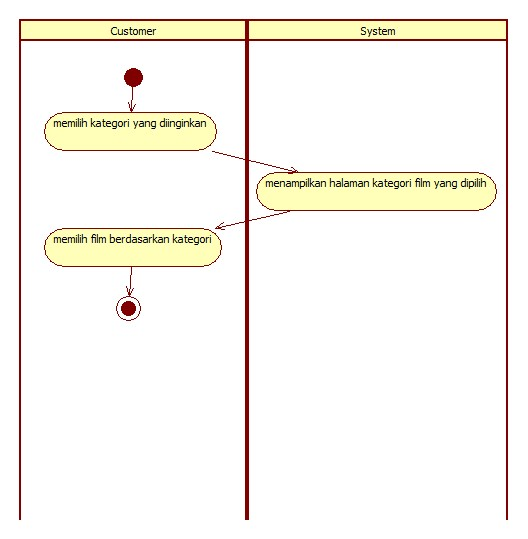 Customer
System
memilih kategori yang diinginkan
menampilkan halaman kategori film yang dipilih
memilih film berdasarkan kategori